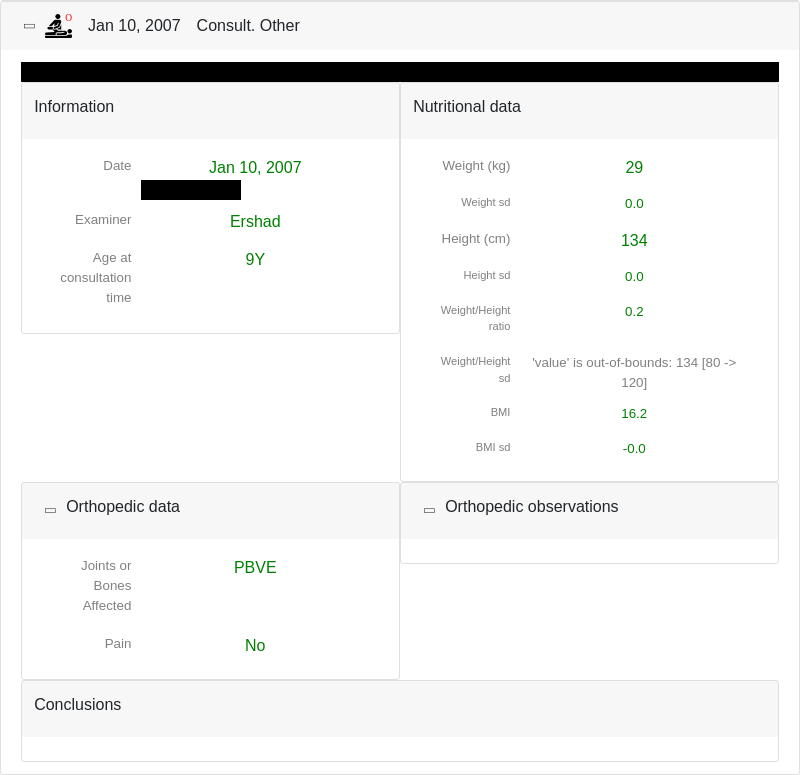 Jan 10, 2007 Consult. Other
Information
Date Jan 10, 2007
Examiner Ershad
Age at 9Y
consultation
time
Nutritional data
Weight (kg) 29
Weight sd 0.0
Height (cm) 134
Height sd 0.0
Weight/Height 0.2
ratio
Weight/Height 'value' is out-of-bounds: 134 [80 ->
sd 120]
BMI 16.2
BMI sd -0.0
Orthopedic data
Joints or PBVE
Bones
Affected
Pain No
Orthopedic observations
Conclusions